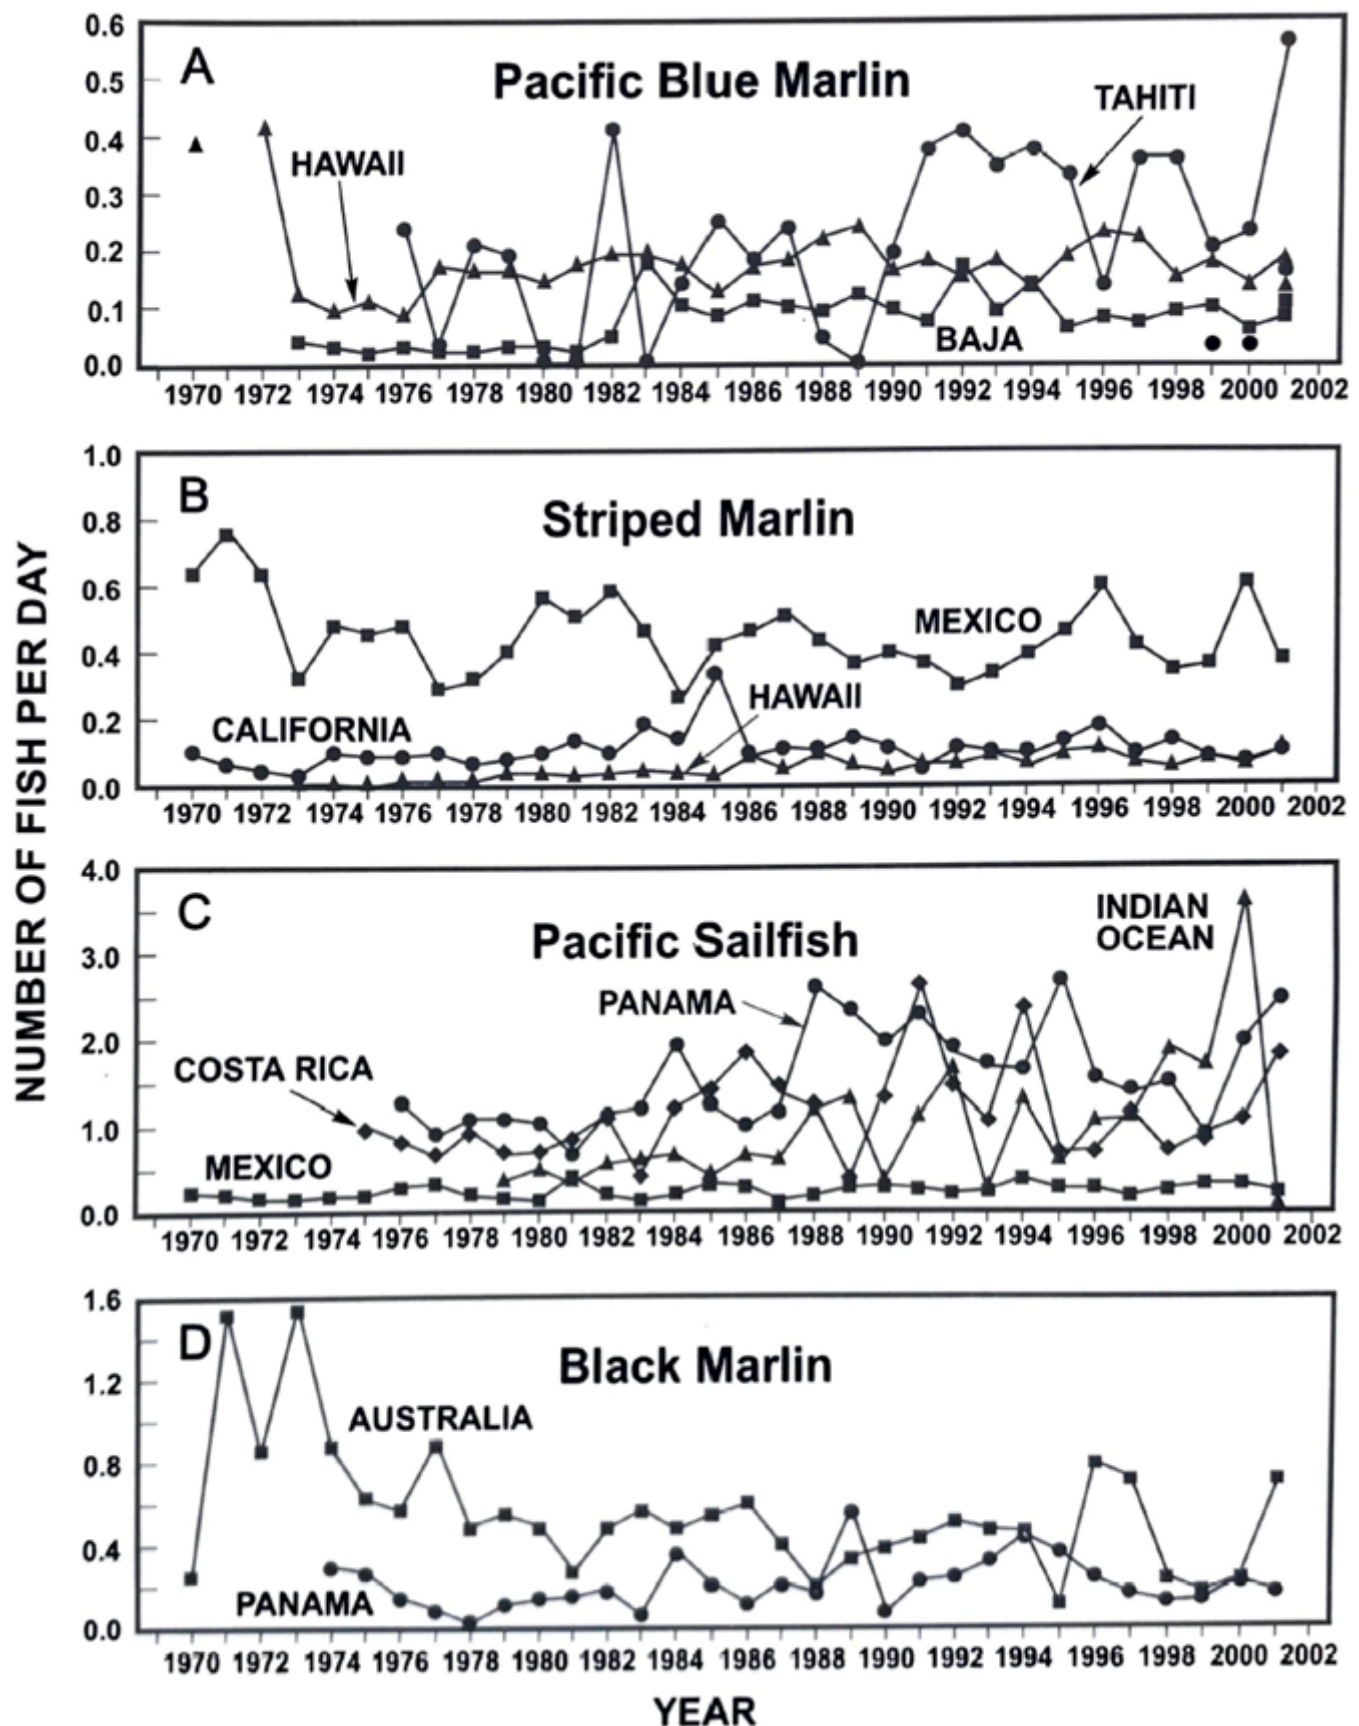 NUMBER OF FISH PER DAY
A
Pacific Blue Marlin
TAHITI
HAWAII
BAJA
0.6
0.5
0.4
0.3
0.2
0.1
0.0
1970 1972 1974 1976 1978 1980 1982 1984 1986 1988 1990 1992 1994 1996 1998 2000 2002
B
Striped Marlin
MEXICO
HAWAII
CALIFORNIA
1.0
0.8
0.6
0.4
0.2
0.0
1970 1972 1974 1976 1978 1980 1982 1984 1986 1988 1990 1992 1994 1996 1998 2000 2002
C
Pacific Sailfish
INDIAN
OCEAN
PANAMA
COSTA RICA
MEXICO
4.0
3.0
2.0
1.0
0.0
1970 1972 1974 1976 1978 1980 1982 1984 1986 1988 1990 1992 1994 1996 1998 2000 2002
D
Black Marlin
AUSTRALIA
PANAMA
1.6
1.2
0.8
0.4
0.0
1970 1972 1974 1976 1978 1980 1982 1984 1986 1988 1990 1992 1994 1996 1998 2000 2002
YEAR